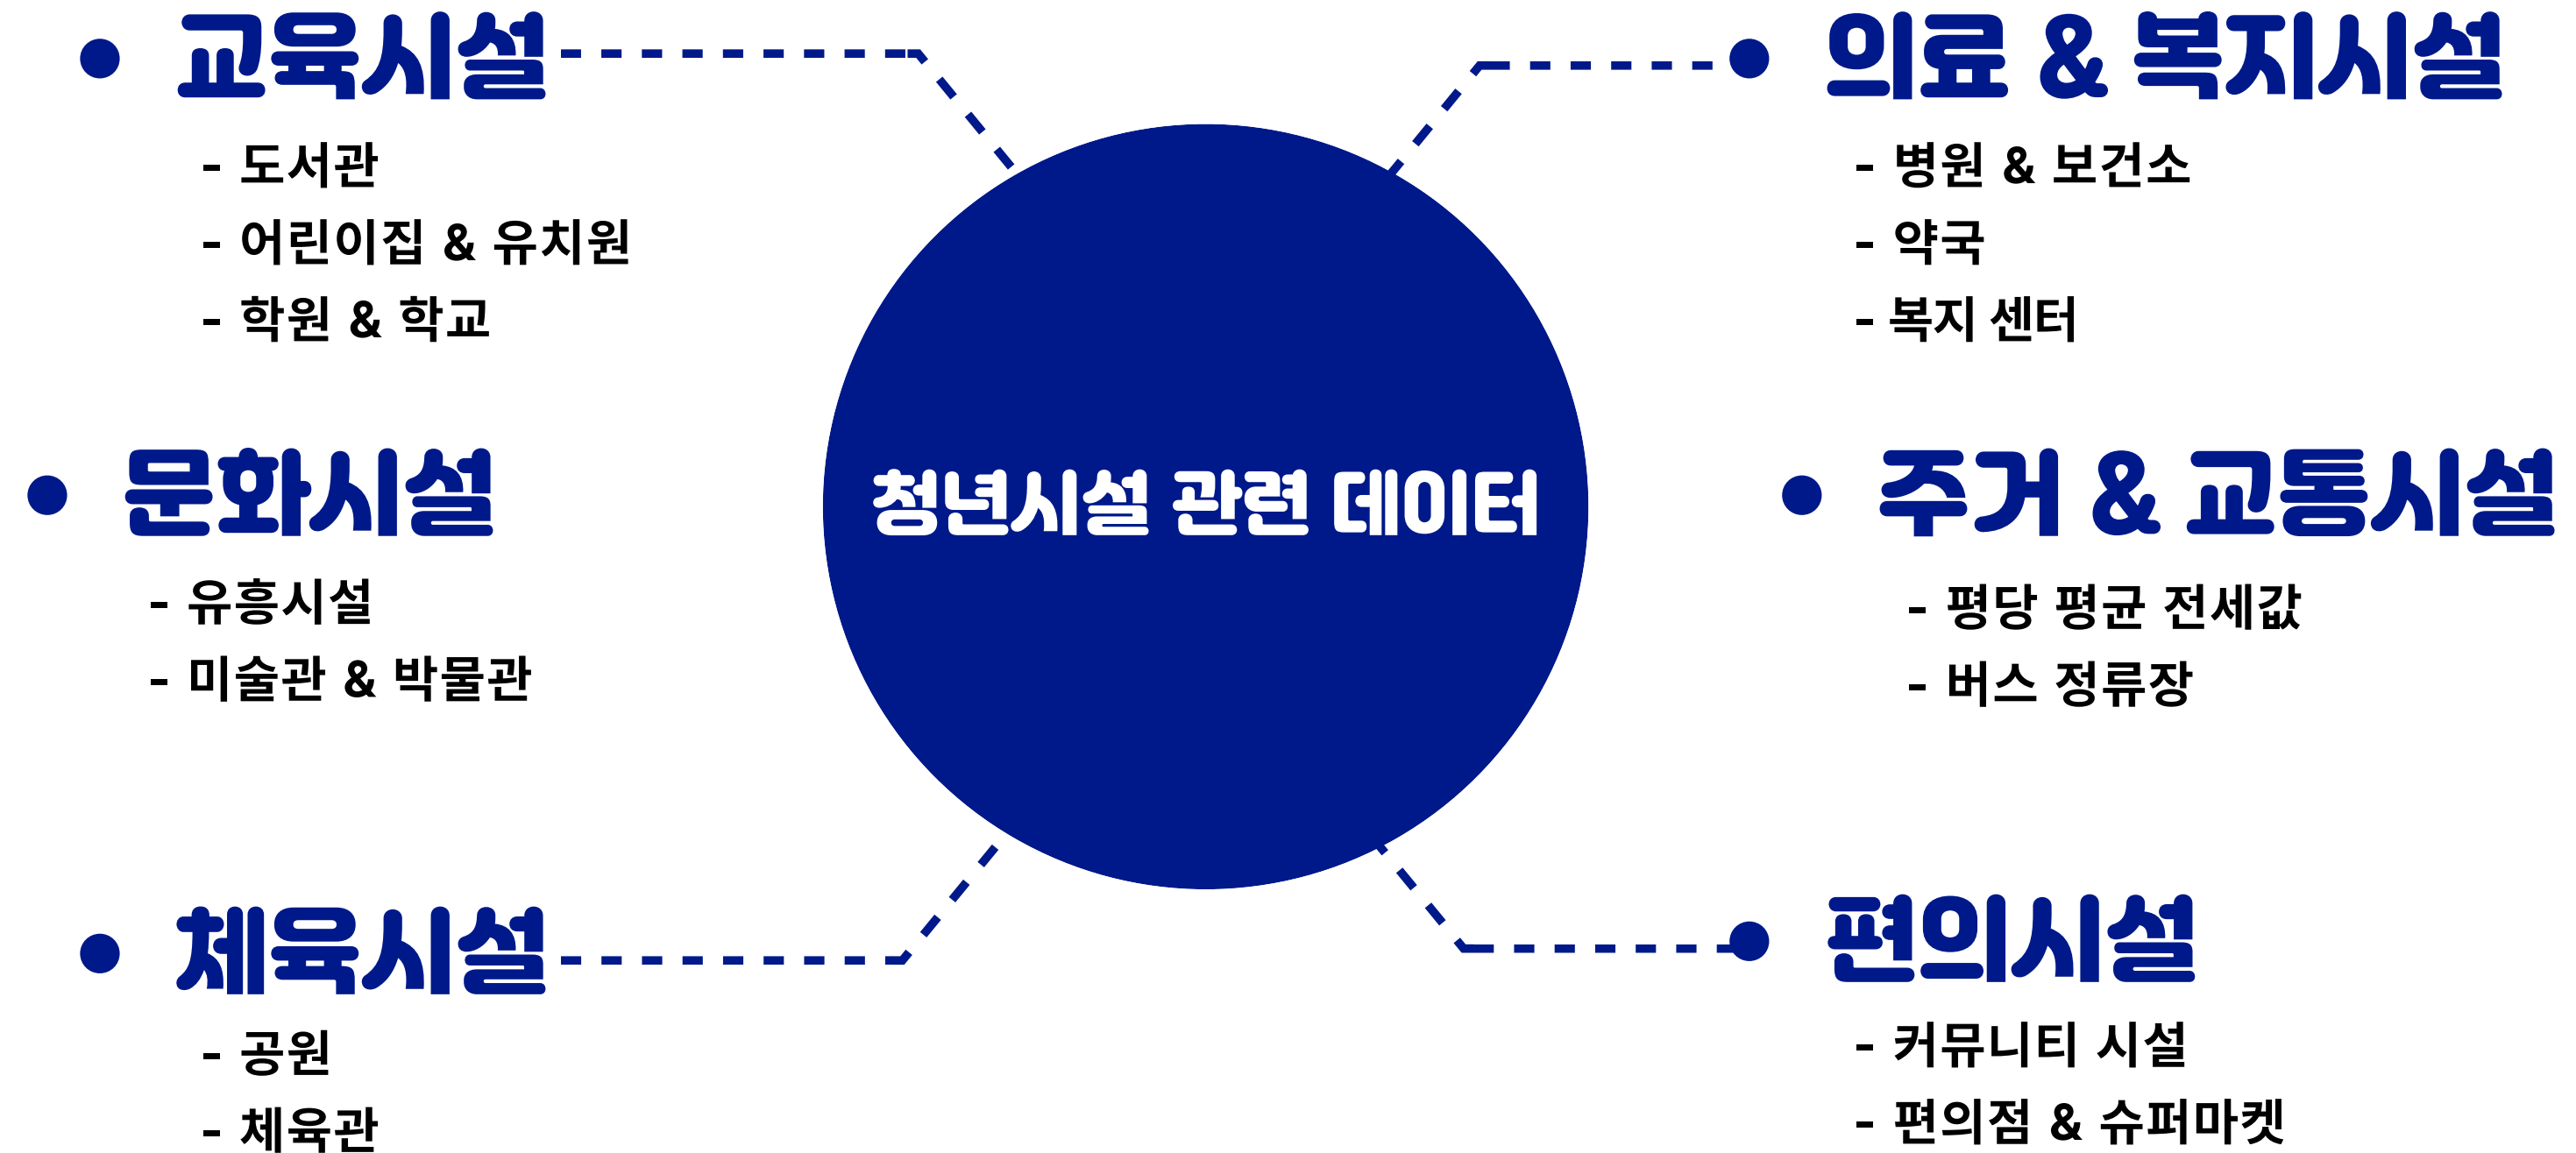 ● 교육시설
- 도서관
- 어린이집 & 유치원
- 학원 & 학교
● 문화시설
- 유흥시설
- 미술관 & 박물관
● 체육시설
- 공원
- 체육관
청년시설 관련 데이터
● 의료 & 복지시설
- 병원 & 보건소
- 약국
- 복지 센터
● 주거 & 교통시설
- 평당 평균 전세값
- 버스 정류장
● 편의시설
- 커뮤니티 시설
- 편의점 & 슈퍼마켓